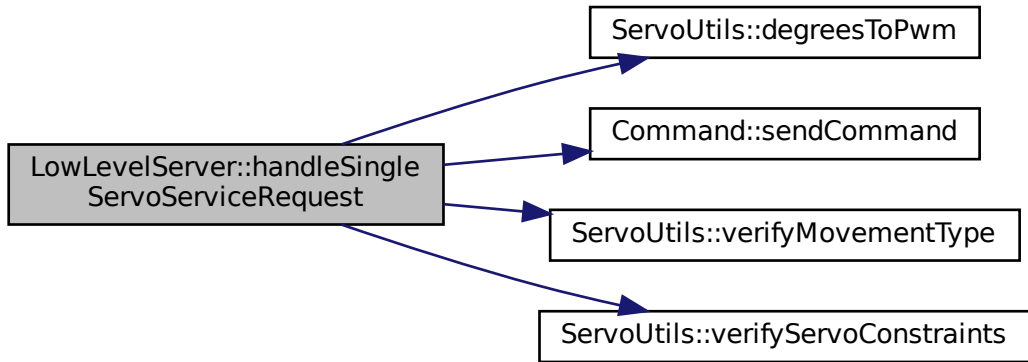 LowLevelServer::handleSingle
ServoServiceRequest
ServoUtils::degreesToPwm
Command::sendCommand
ServoUtils::verifyMovementType
ServoUtils::verifyServoConstraints